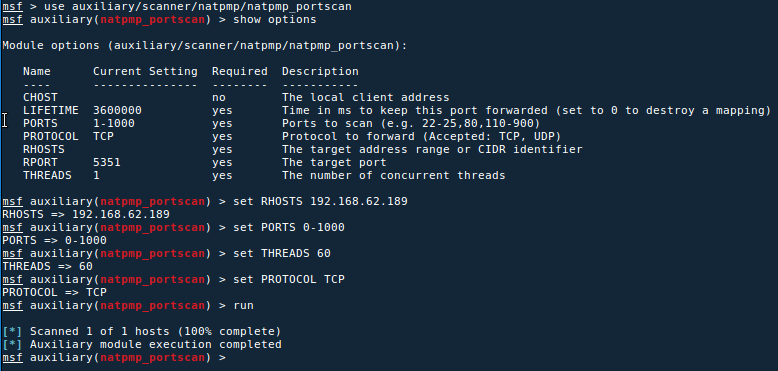 msf > use auxiliary/scanner/natpmp/natpmp_portscan
msf auxiliary(natpmp_portscan) > show options
Module options (auxiliary/scanner/natpmp/natpmp_portscan):
Name      Current Setting  Required  Description
----      ---------------  --------  -----------
CHOST                      no        The local client address
LIFETIME  3600000          yes       Time in ms to keep this port forwarded (set to 0 to destroy a mapping)
PORTS     1-1000           yes       Ports to scan (e.g. 22-25,80,110-900)
PROTOCOL  TCP              yes       Protocol to forward (Accepted: TCP, UDP)
RHOSTS                     yes       The target address range or CIDR identifier
RPORT     5351             yes       The target port
THREADS   1                yes       The number of concurrent threads
msf auxiliary(natpmp_portscan) > set RHOSTS 192.168.62.189
RHOSTS => 192.168.62.189
msf auxiliary(natpmp_portscan) > set PORTS 0-1000
PORTS => 0-1000
msf auxiliary(natpmp_portscan) > set THREADS 60
THREADS => 60
msf auxiliary(natpmp_portscan) > set PROTOCOL TCP
PROTOCOL => TCP
msf auxiliary(natpmp_portscan) > run
[*] Scanned 1 of 1 hosts (100% complete)
[*] Auxiliary module execution completed
msf auxiliary(natpmp_portscan) >